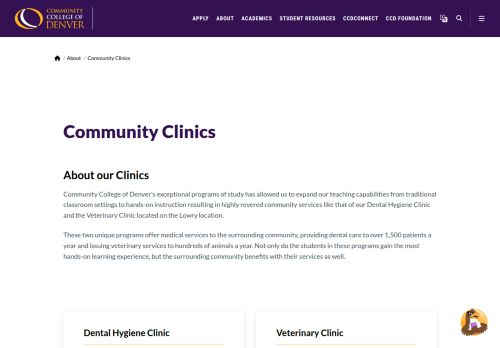 COMMUNITY
COLLEGE OF
DENVER
APPLY ABOUT ACADEMICS STUDENT RESOURCES CCDCONNECT CCD FOUNDATION
/ About / Community Clinics
Community Clinics
About our Clinics
Community College of Denver's exceptional programs of study has allowed us to expand our teaching capabilities from traditional
classroom settings to hands-on instruction resulting in highly revered community services like that of our Dental Hygiene Clinic
and the Veterinary Clinic located on the Lowry location.
These two unique programs offer medical services to the surrounding community, providing dental care to over 1,500 patients a
year and issuing veterinary services to hundreds of animals a year. Not only do the students in these programs gain the most
hands-on learning experience, but the surrounding community benefits with their services as well.
Dental Hygiene Clinic
Veterinary Clinic